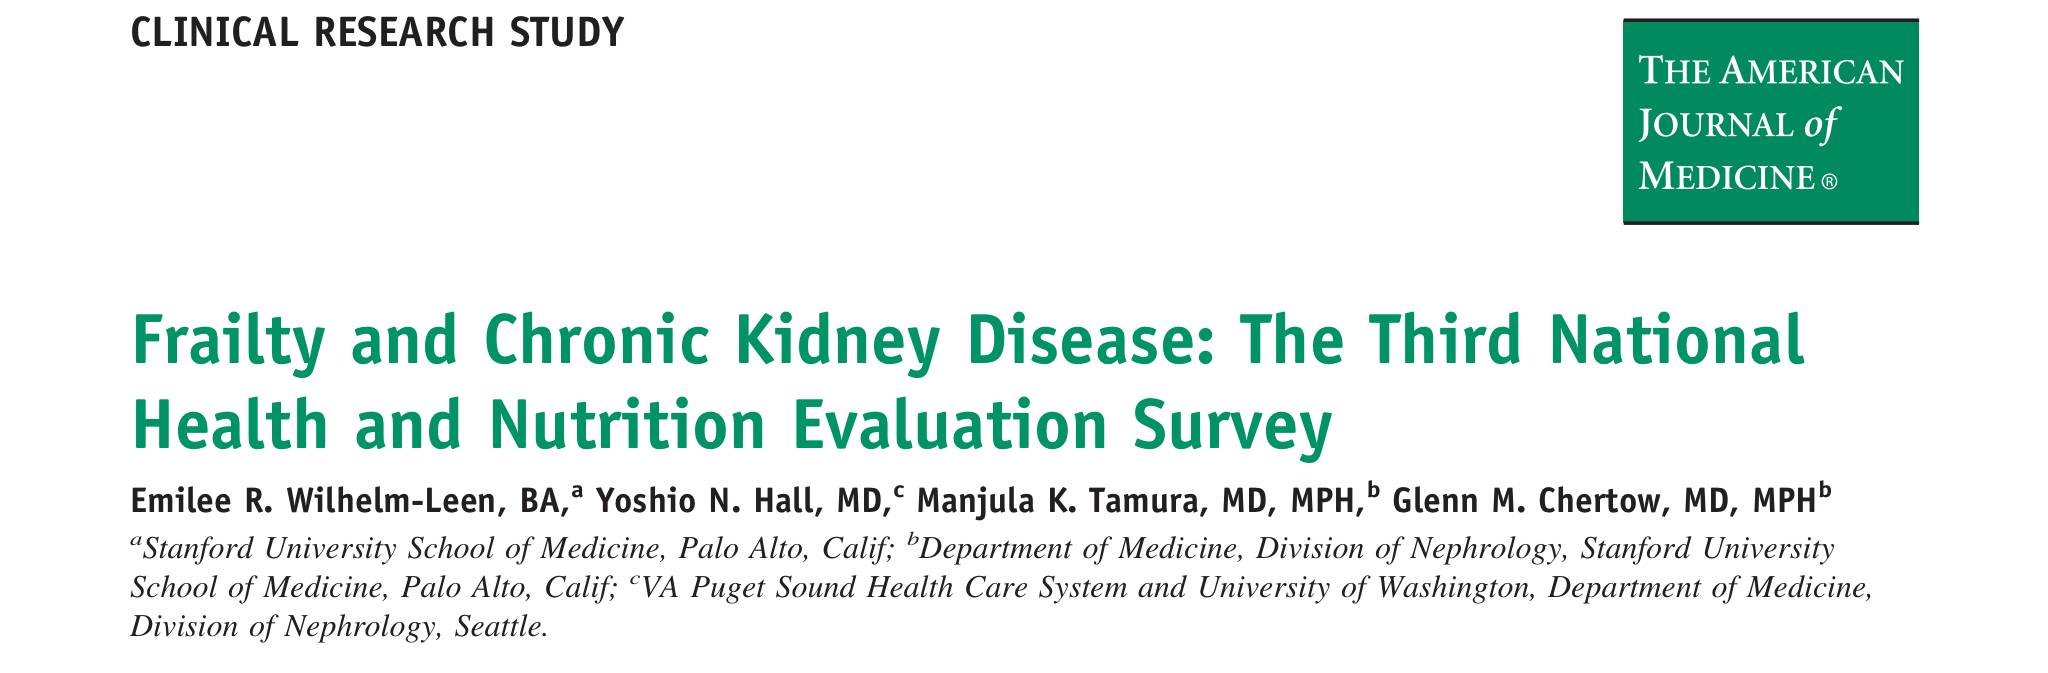 CLINICAL RESEARCH STUDY
THE AMERICAN
JOURNAL of
MEDICINE ®
Frailty and Chronic Kidney Disease: The Third National
Health and Nutrition Evaluation Survey
Emilee R. Wilhelm-Leen, BA,a Yoshio N. Hall, MD,c Manjula K. Tamura, MD, MPH,b Glenn M. Chertow, MD, MPHb
aStanford University School of Medicine, Palo Alto, Calif; bDepartment of Medicine, Division of Nephrology, Stanford University
School of Medicine, Palo Alto, Calif; cVA Puget Sound Health Care System and University of Washington, Department of Medicine,
Division of Nephrology, Seattle.